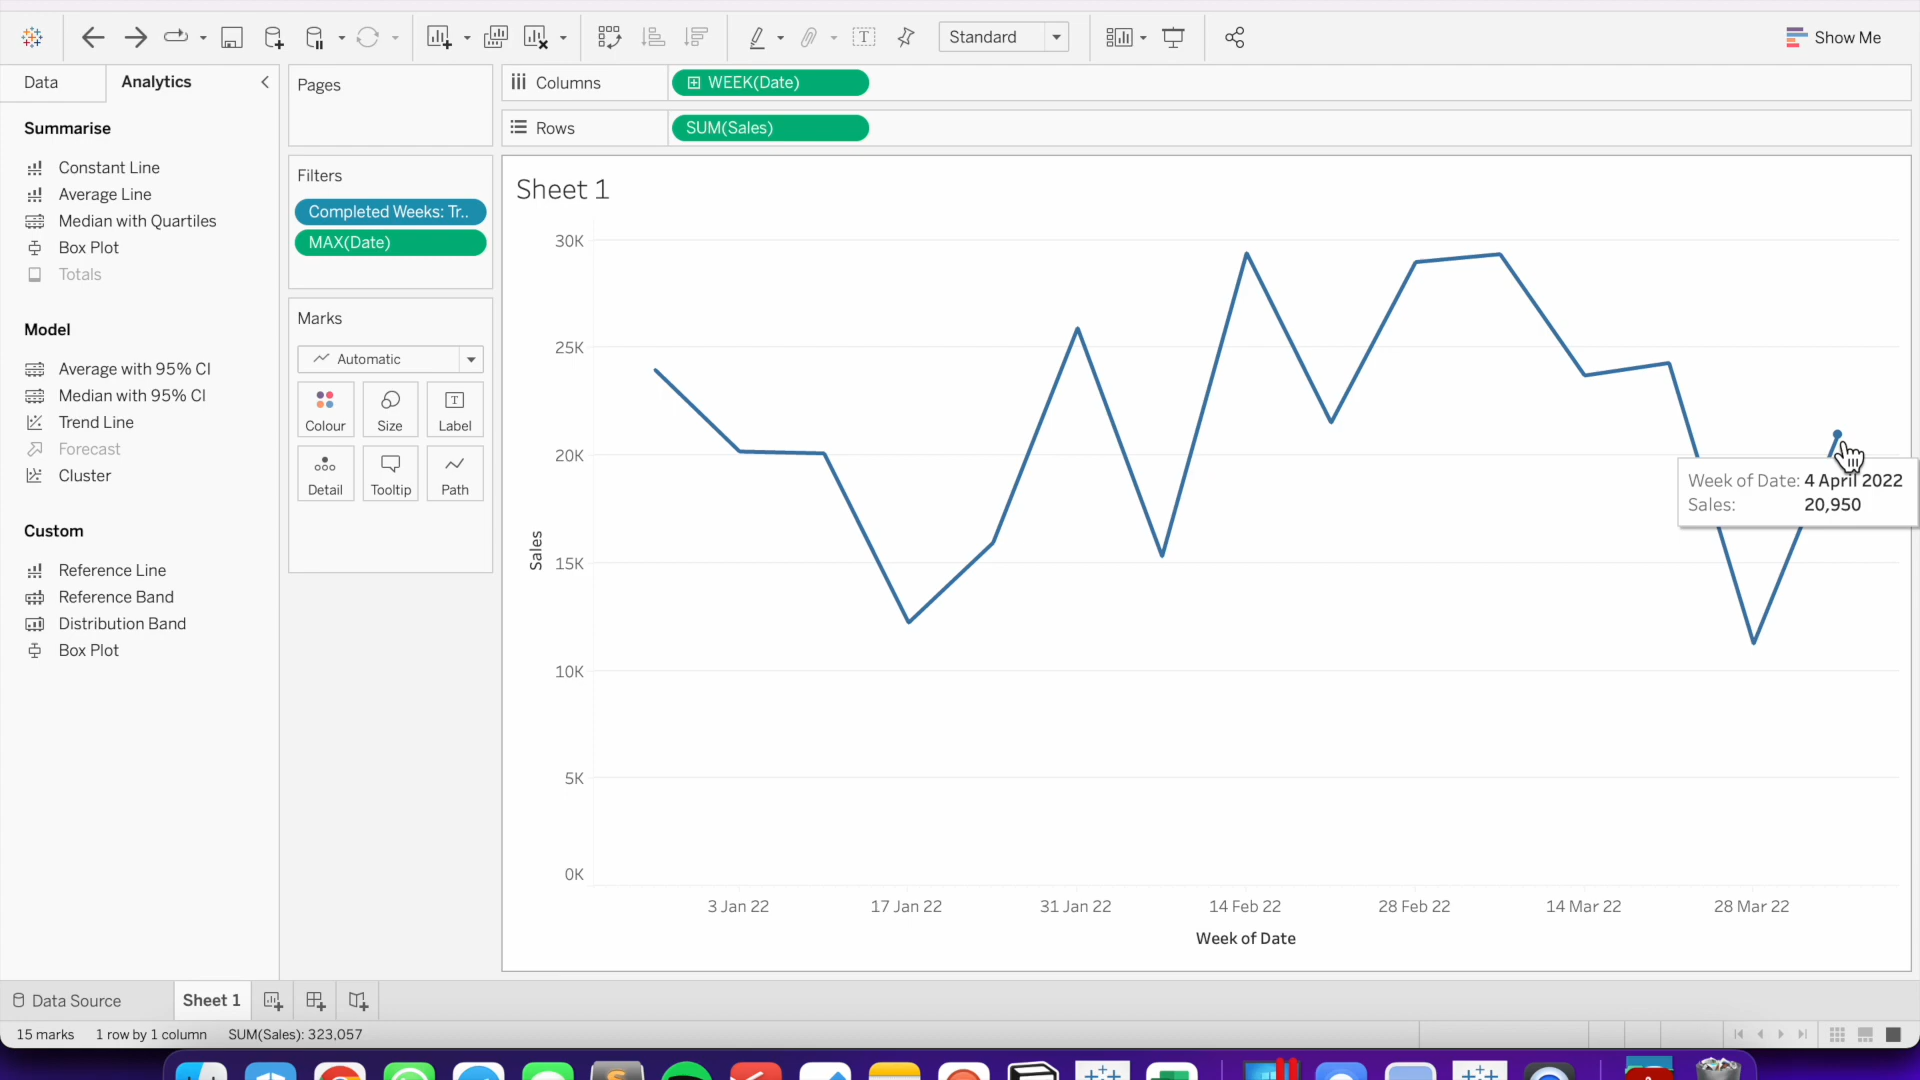 Standard
Show Me
Data
Analytics
Summarise
Constant Line
Average Line
Median with Quartiles
Box Plot
Totals
Model
Average with 95% CI
Median with 95% CI
Trend Line
Forecast
Cluster
Custom
Reference Line
Reference Band
Distribution Band
Box Plot
Pages
Filters
Completed Weeks: Tr..
MAX(Date)
Marks
Automatic
Colour
Size
Label
Detail
Tooltip
Path
Columns
WEEK(Date)
Rows
SUM(Sales)
Sheet 1
30K
25K
20K
15K
10K
5K
0K
Sales
Week of Date: 4 April 2022
Sales: 20,950
3 Jan 22
17 Jan 22
31 Jan 22
14 Feb 22
28 Feb 22
14 Mar 22
28 Mar 22
Week of Date
Data Source
Sheet 1
15 marks
1 row by 1 column
SUM(Sales): 323,057